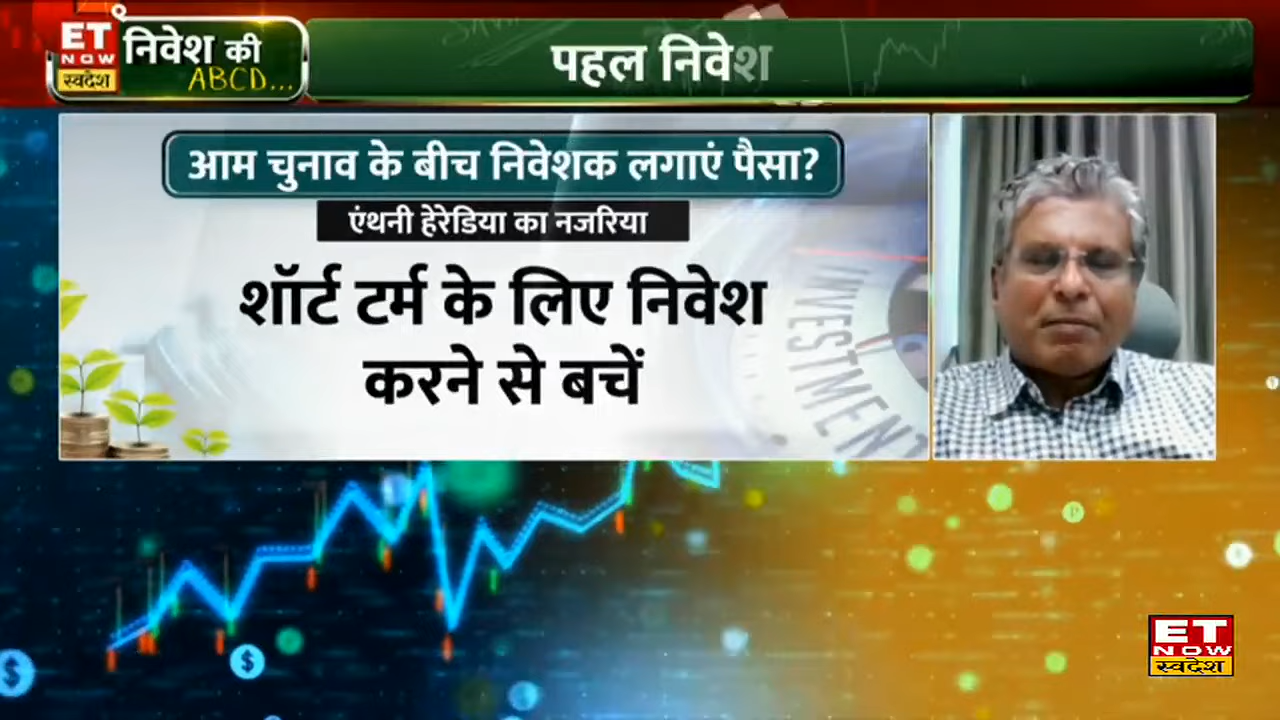 ET
NOW
स्वदेश
निवेश की
ABCD...
पहल निवेश
आम चुनाव के बीच निवेशक लगाएं पैसा?
एंथनी हेरेडिया का नजरिया
शॉर्ट टर्म के लिए निवेश
करने से बचें
INVESTMENT
ET
NOW
स्वदेश